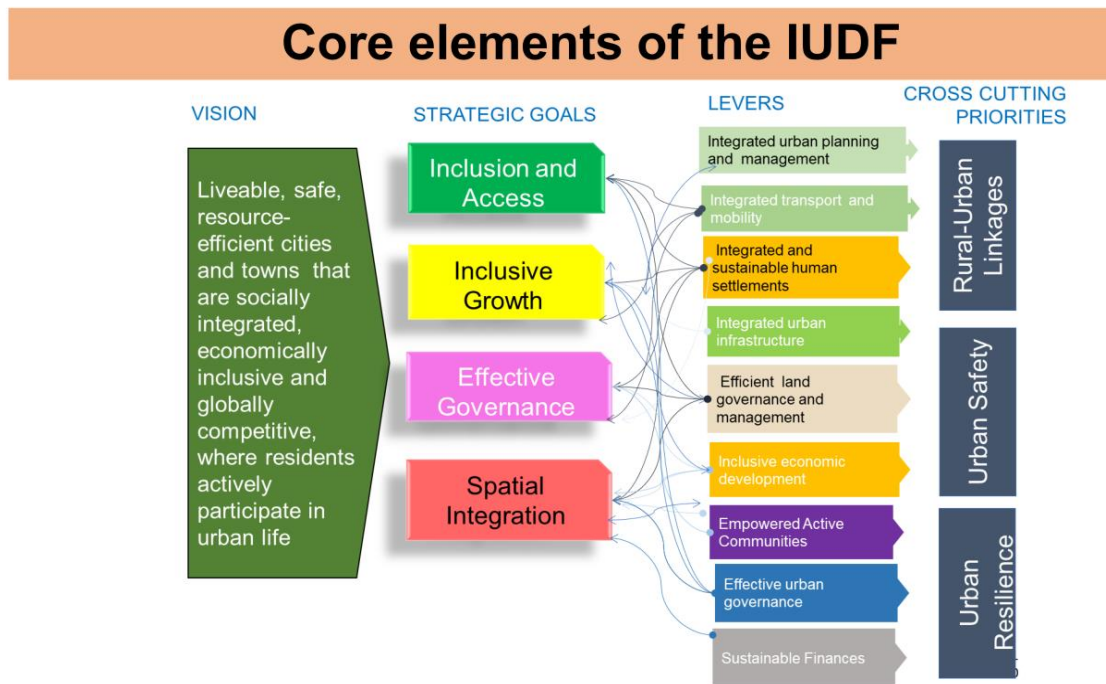 Core elements of the IUDF
VISION
Liveable, safe,
resource-
efficient cities
and towns that
are socially
integrated,
economically
inclusive and
globally
competitive,
where residents
actively
participate in
urban life
STRATEGIC GOALS
Inclusion and
Access
Inclusive
Growth
Effective
Governance
Spatial
Integration
LEVERS
Integrated urban planning
and management
Integrated transport and
mobility
Integrated and
sustainable human
settlements
Integrated urban
infrastructure
Efficient land
governance and
management
Inclusive economic
development
Empowered Active
Communities
Effective urban
governance
Sustainable Finances
CROSS CUTTING
PRIORITIES
Rural-Urban
Linkages
Urban Safety
Urban
Resilience